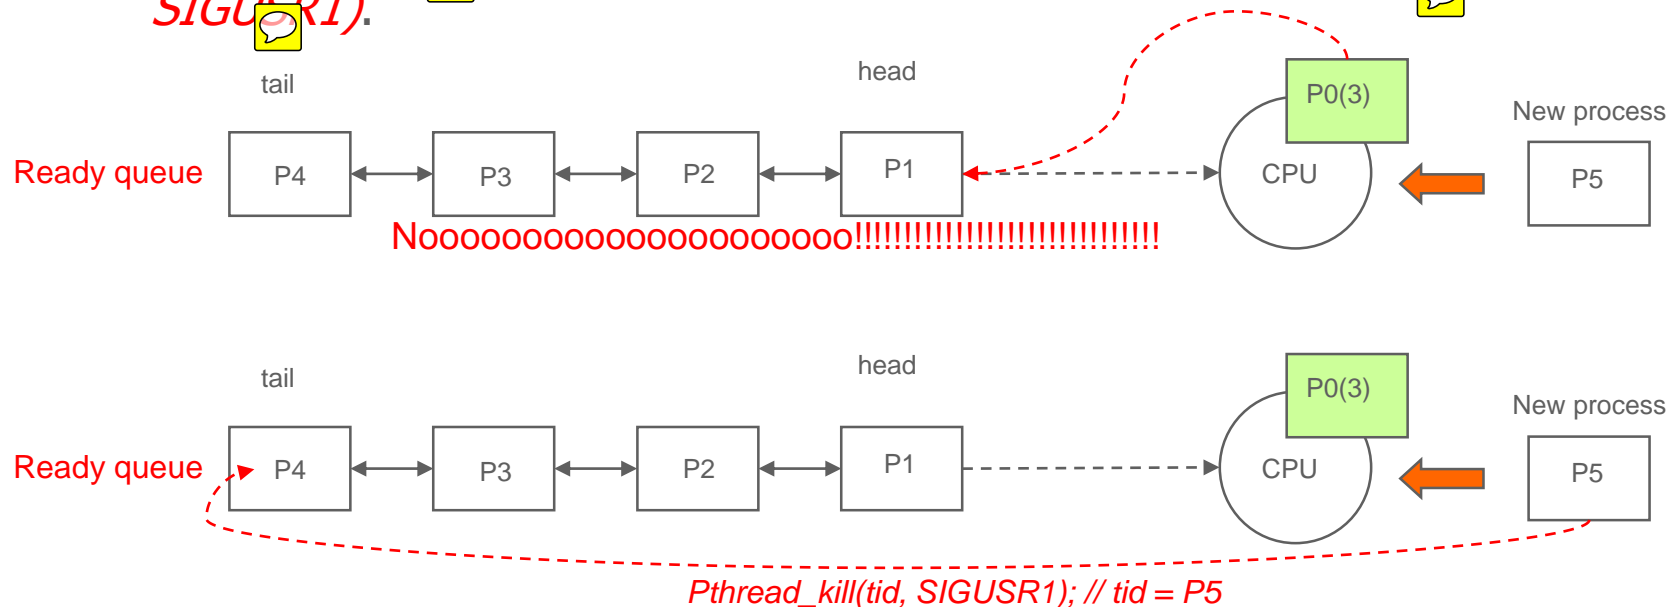 SIGUSR1).
tail
head
P0(3)
New process
Ready queue
P4
P3
P2
P1
CPU
P5
Nooooooooooooooooooooo!!!!!!!!!!!!!!!!!!!!!!!!!!!!!!
tail
head
P0(3)
New process
Ready queue
P4
P3
P2
P1
CPU
P5
Pthread_kill(tid, SIGUSR1); // tid = P5